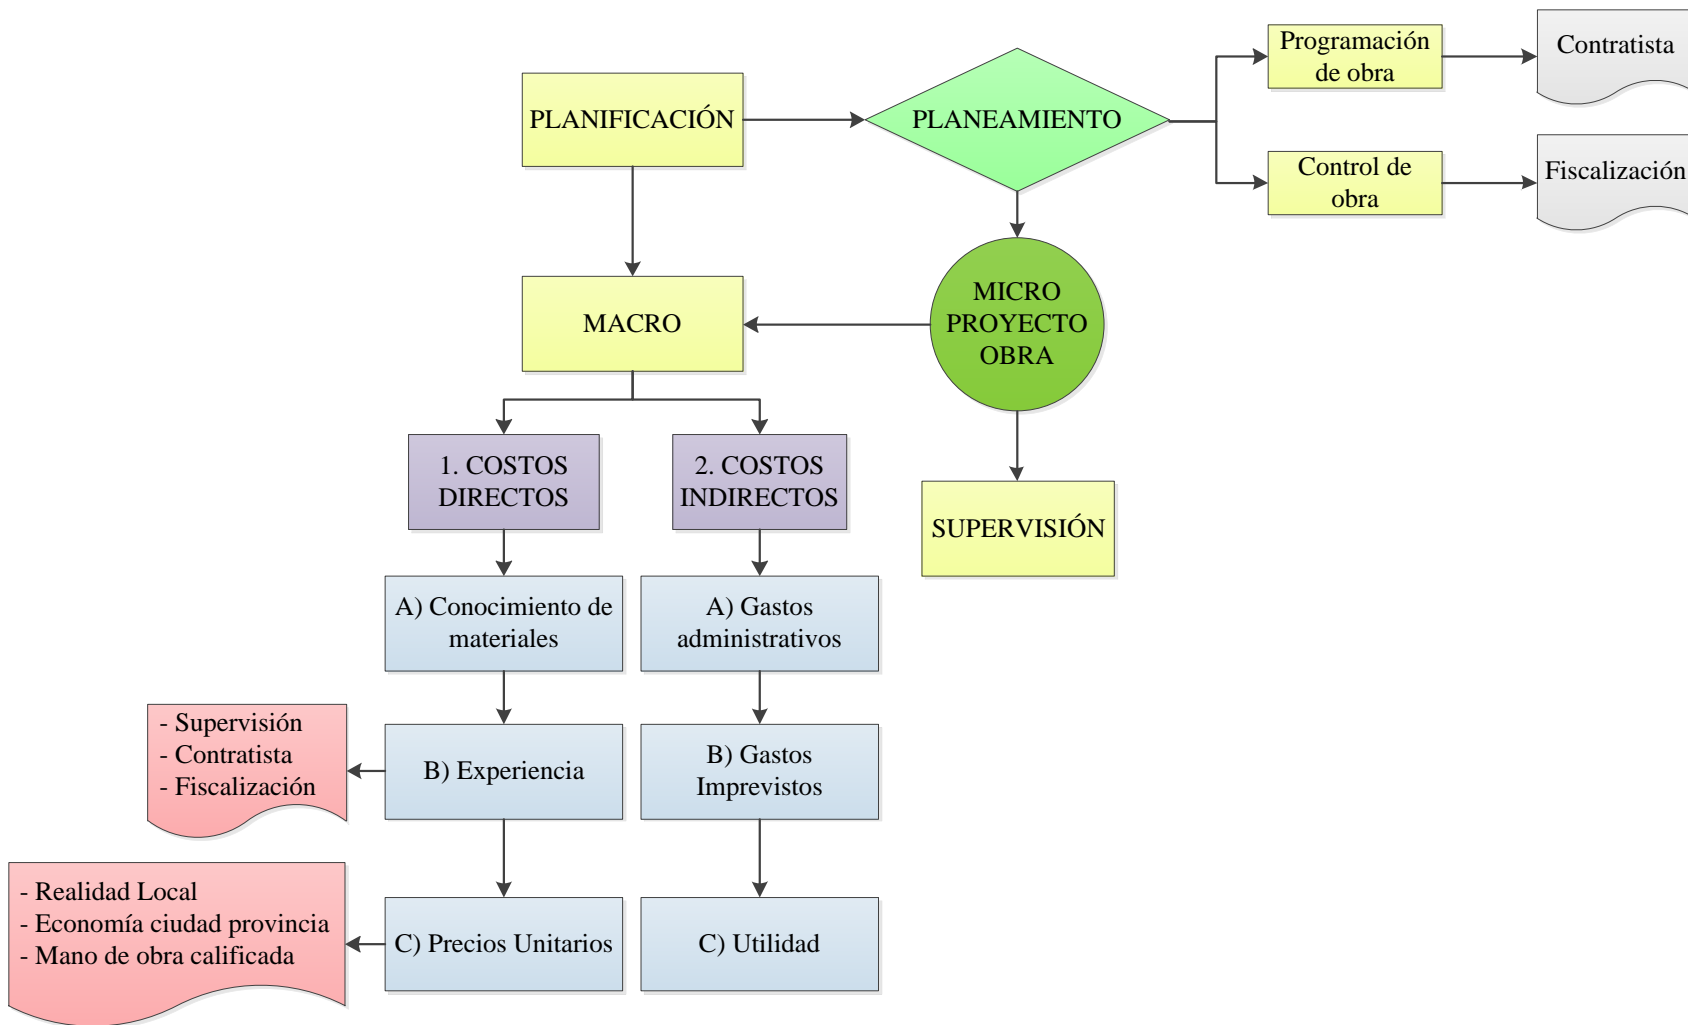 Programación
de obra
Contratista
PLANIFICACIÓN
PLANEAMIENTO
Control de
obra
Fiscalización
MACRO
MICRO
PROYECTO
OBRA
1. COSTOS
DIRECTOS
2. COSTOS
INDIRECTOS
SUPERVISIÓN
A) Conocimiento de
materiales
A) Gastos
administrativos
- Supervisión
- Contratista
- Fiscalización
B) Experiencia
B) Gastos
Imprevistos
- Realidad Local
- Economía ciudad provincia
- Mano de obra calificada
C) Precios Unitarios
C) Utilidad